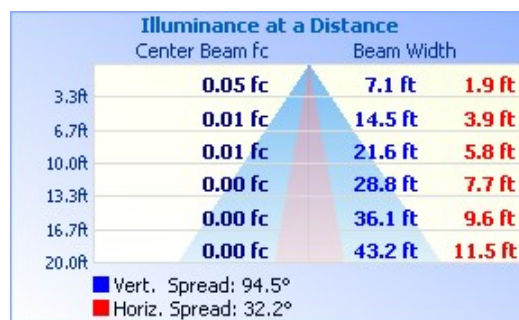 Illuminance at a Distance
Center Beam fc Beam Width
0.05 fc 7.1 ft 1.9 ft
3.3ft
0.01 fc 14.5 ft 3.9 ft
6.7ft
0.01 fc 21.6 ft 5.8 ft
10.0ft
0.00 fc 28.8 ft 7.7 ft
13.3ft
0.00 fc 36.1 ft 9.6 ft
16.7ft
0.00 fc 43.2 ft 11.5 ft
20.0ft
Vert. Spread: 94.5°
Horiz. Spread: 32.2°